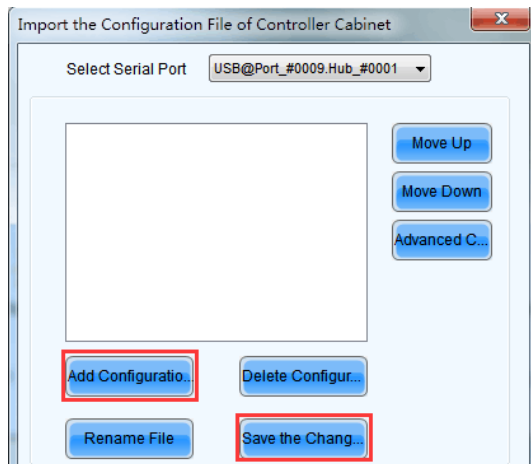 Import the Configuration File of Controller Cabinet
Select Serial Port
USB@Port_#0009.Hub_#0001
Move Up
Move Down
Advanced C...
Add Configuratio...
Delete Configur...
Rename File
Save the Chang...